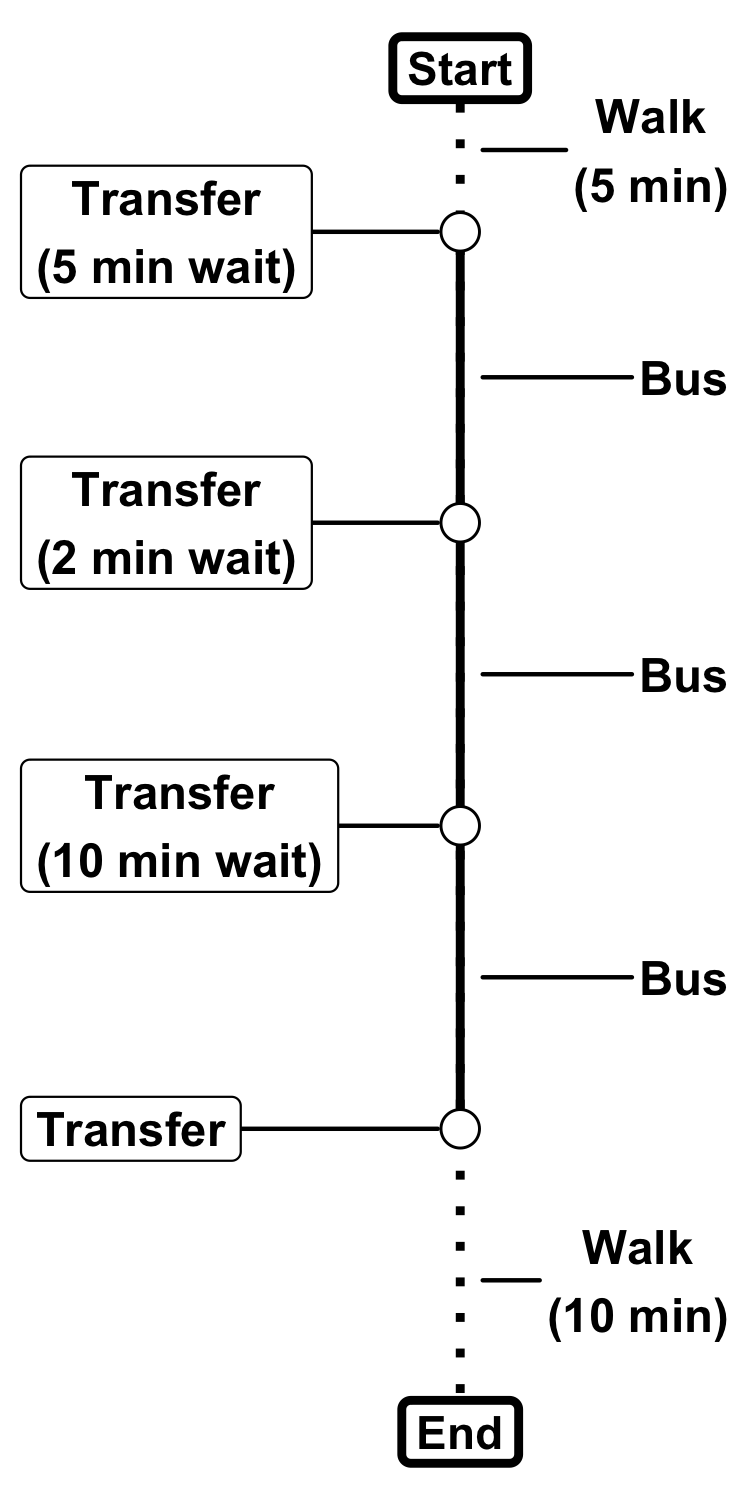 Start
Walk
(5 min)
Transfer
(5 min wait)
Bus
Transfer
(2 min wait)
Bus
Transfer
(10 min wait)
Bus
Transfer
Walk
(10 min)
End